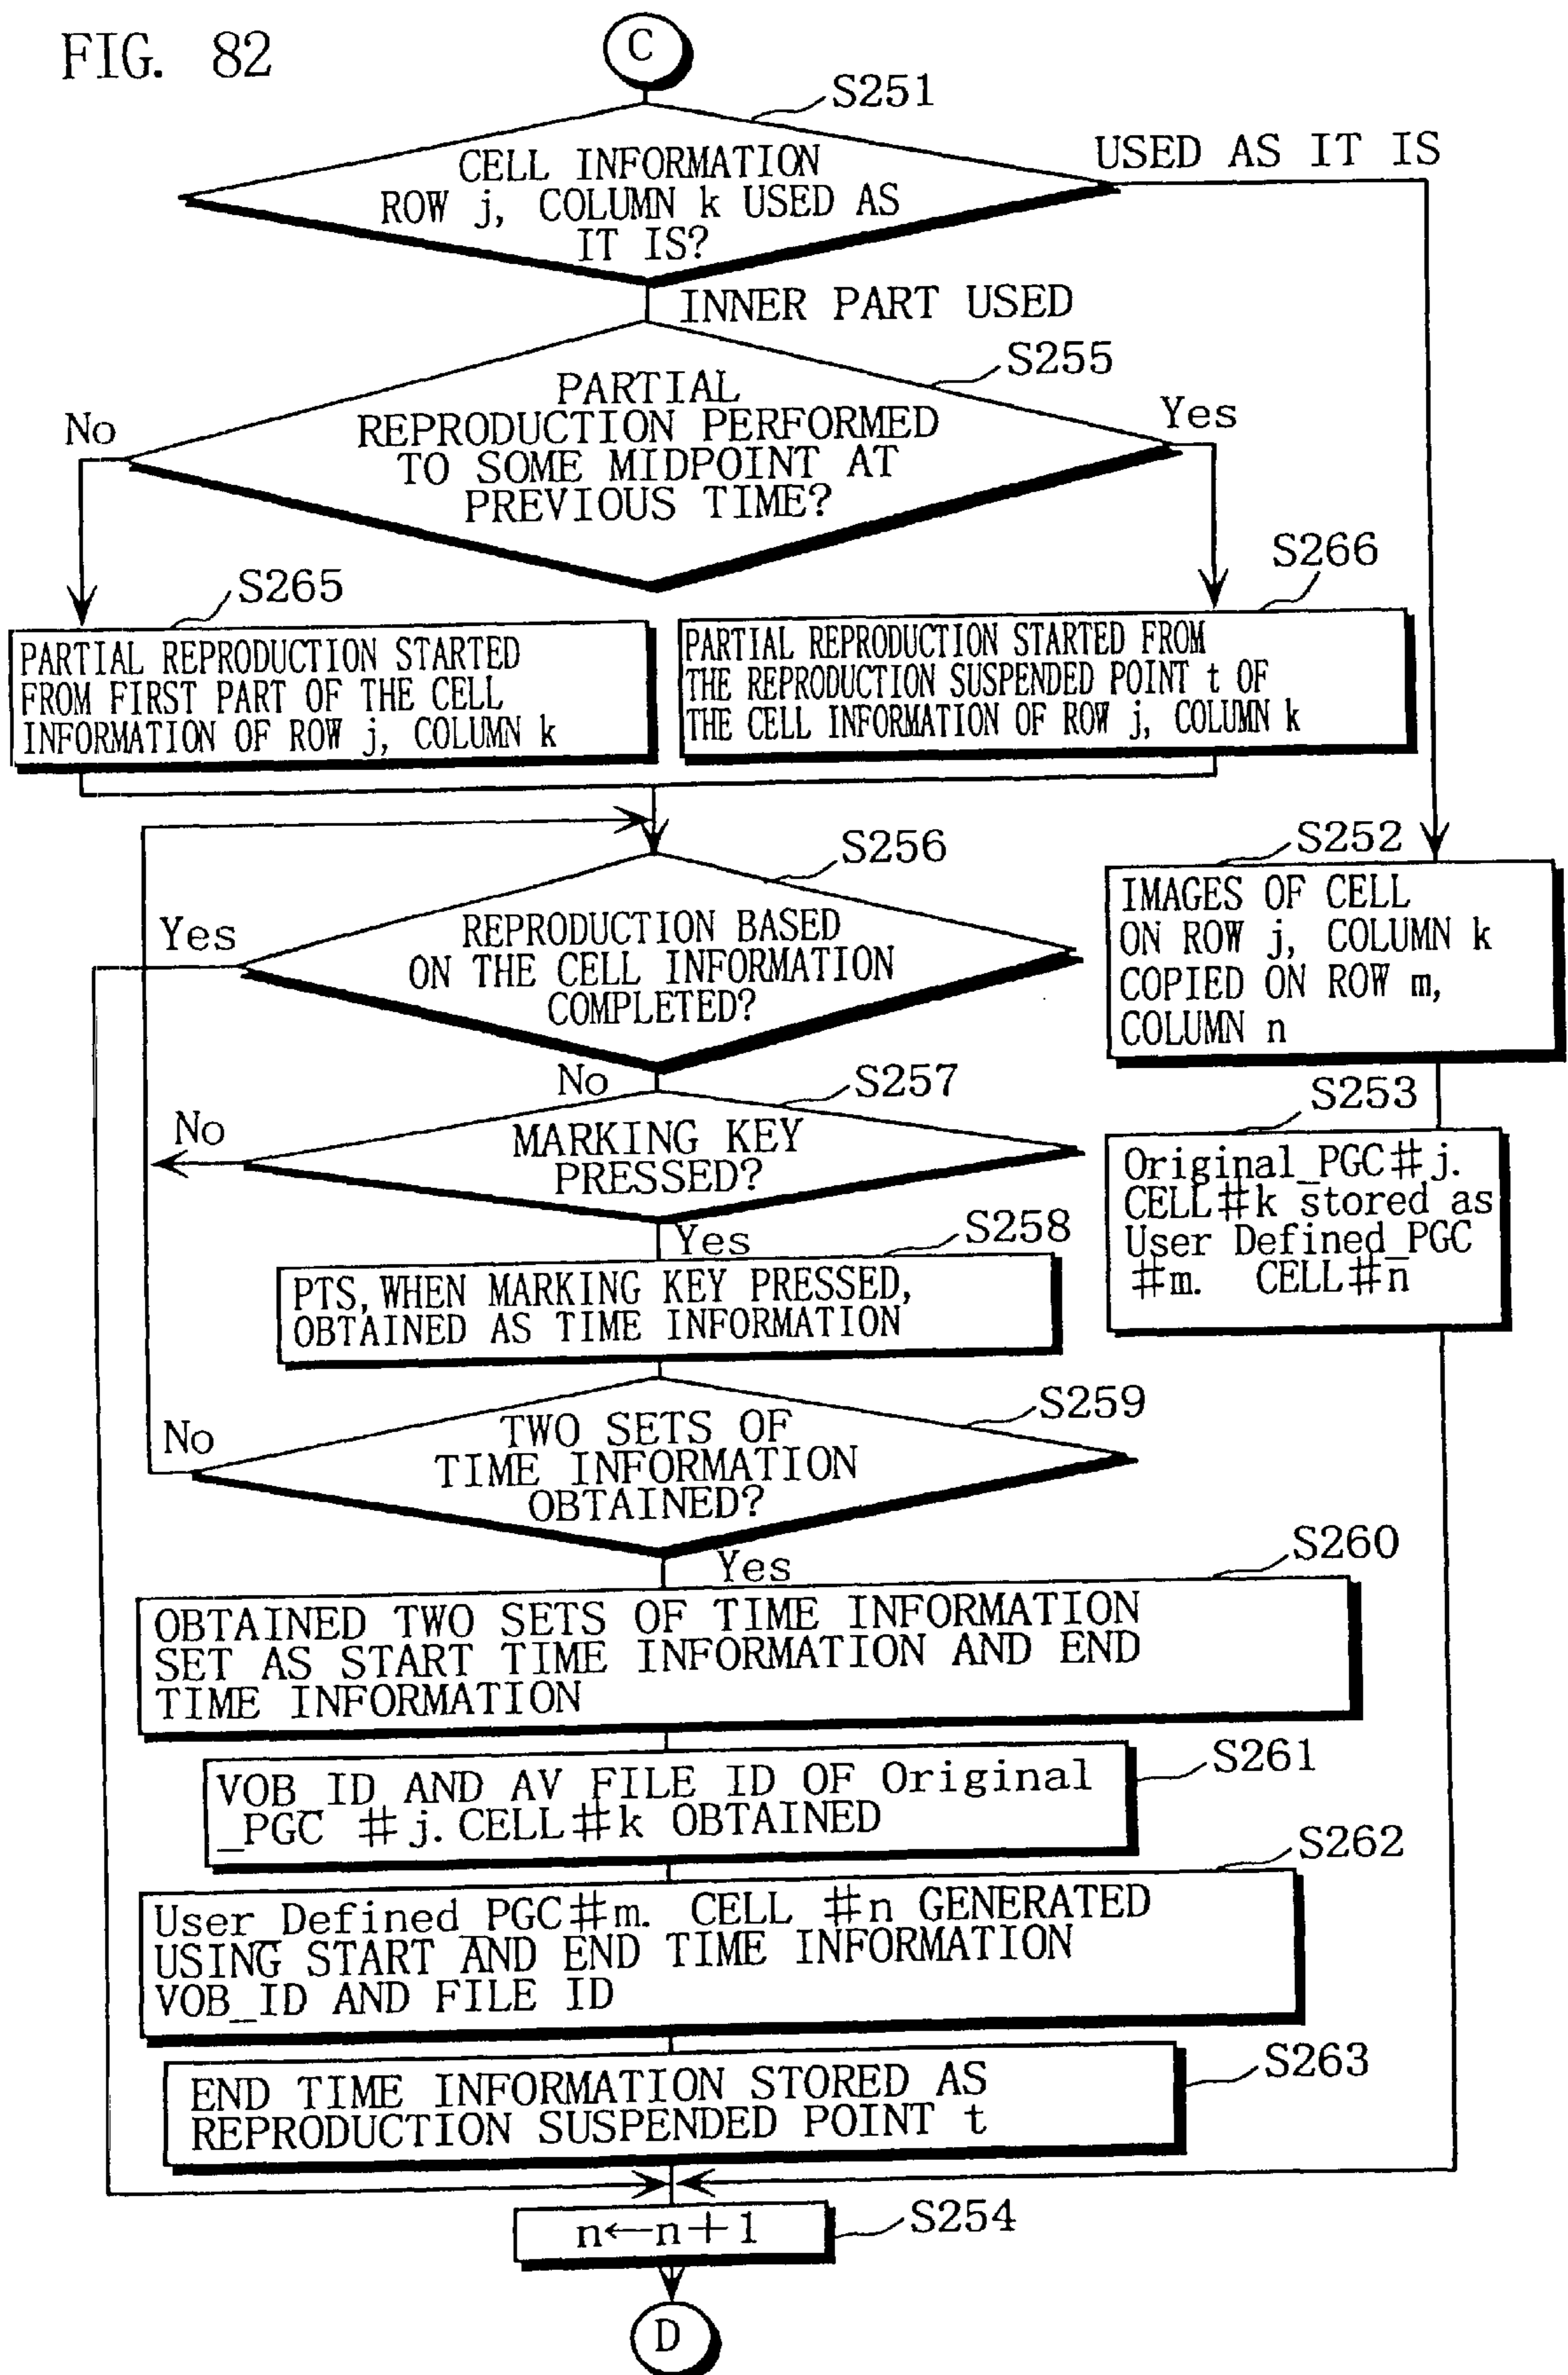 FIG. 82
C
S251
CELL INFORMATION
ROW j, COLUMN k USED AS
IT IS?
USED AS IT IS
INNER PART USED
S255
PARTIAL
REPRODUCTION PERFORMED
TO SOME MIDPOINT AT
PREVIOUS TIME?
No
Yes
S265
PARTIAL REPRODUCTION STARTED
FROM FIRST PART OF THE CELL
INFORMATION OF ROW j, COLUMN k
S266
PARTIAL REPRODUCTION STARTED FROM
THE REPRODUCTION SUSPENDED POINT t OF
THE CELL INFORMATION OF ROW j, COLUMN k
S256
REPRODUCTION BASED
ON THE CELL INFORMATION
COMPLETED?
Yes
No
S252
IMAGES OF CELL
ON ROW j, COLUMN k
COPIED ON ROW m,
COLUMN n
S257
MARKING KEY
PRESSED?
No
Yes
S253
Original_PGC#j.
CELL#k stored as
User Defined_PGC
#m. CELL#n
S258
PTS, WHEN MARKING KEY PRESSED,
OBTAINED AS TIME INFORMATION
S259
TWO SETS OF
TIME INFORMATION
OBTAINED?
No
Yes
S260
OBTAINED TWO SETS OF TIME INFORMATION
SET AS START TIME INFORMATION AND END
TIME INFORMATION
S261
VOB_ID AND AV FILE ID OF Original
_PGC #j. CELL#k OBTAINED
S262
User_Defined_PGC#m. CELL #n GENERATED
USING START AND END TIME INFORMATION
VOB_ID AND FILE ID
S263
END TIME INFORMATION STORED AS
REPRODUCTION SUSPENDED POINT t
S254
n←n+1
D